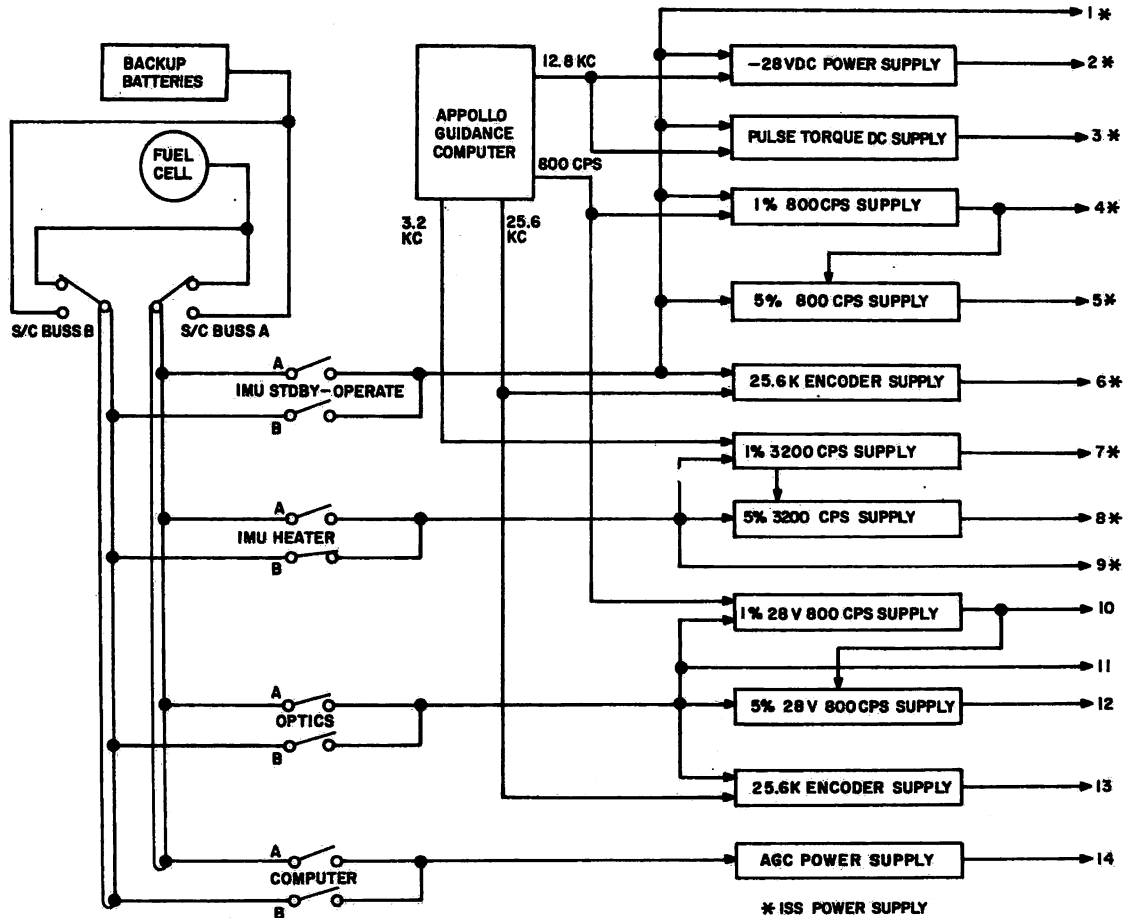 1*
BACKUP
BATTERIES
12.8 KC
-28VDC POWER SUPPLY
2*
APPOLLO
GUIDANCE
COMPUTER
PULSE TORQUE DC SUPPLY
3*
FUEL
CELL
800 CPS
1% 800CPS SUPPLY
4*
3.2
KC
25.6
KC
5% 800 CPS SUPPLY
5*
S/C BUSS B
S/C BUSS A
A
IMU STDBY-OPERATE
B
25.6K ENCODER SUPPLY
6*
1% 3200 CPS SUPPLY
7*
A
IMU HEATER
B
5% 3200 CPS SUPPLY
8*
9*
1% 28V 800 CPS SUPPLY
10
11
A
OPTICS
B
5% 28V 800CPS SUPPLY
12
25.6K ENCODER SUPPLY
13
A
COMPUTER
B
AGC POWER SUPPLY
14
* ISS POWER SUPPLY